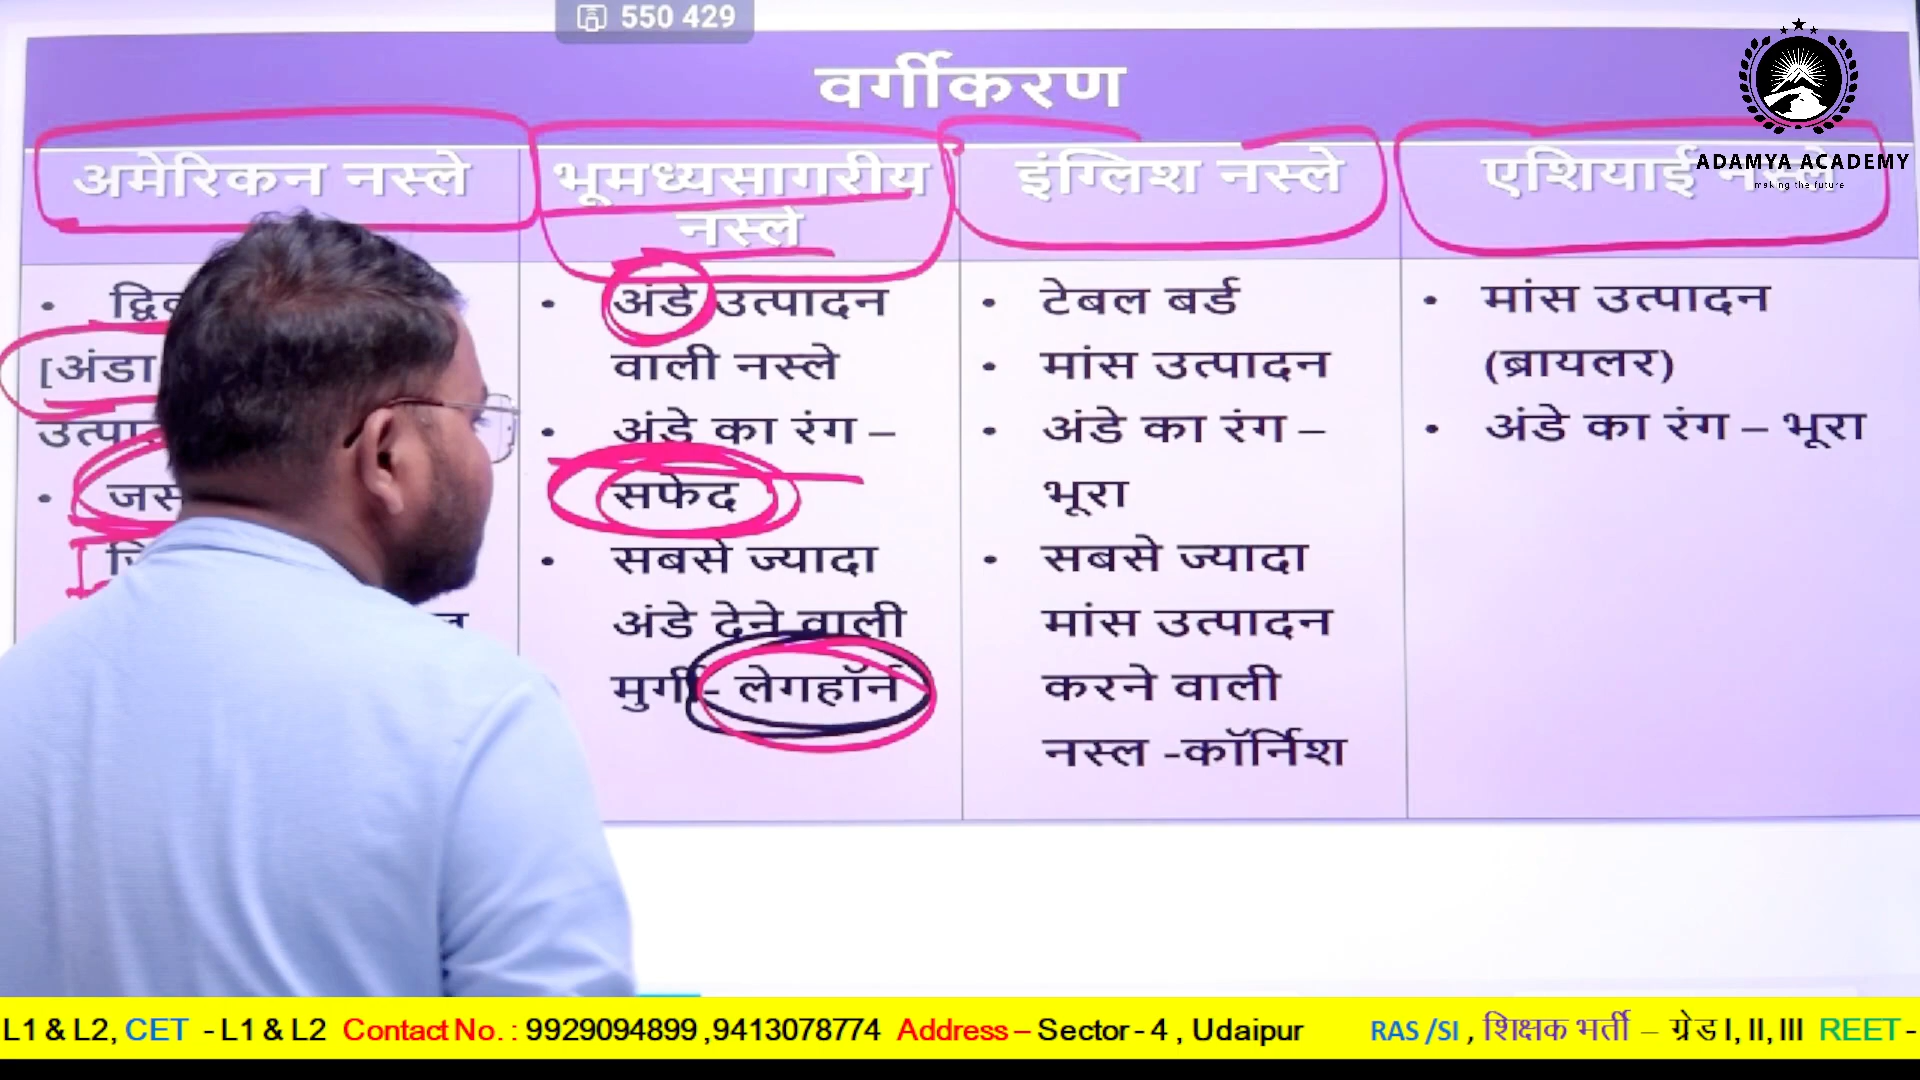 550 429
वर्गीकरण
ADAMYA ACADEMY
making the future
अमेरिकन नस्ले
भूमध्यसागरीय
नस्ले
इंग्लिश नस्ले
एशियाई नस्ले
[अंडा
• अंडे उत्पादन
वाली नस्ले
• अंडे का रंग –
सफेद
• सबसे ज्यादा
अंडे देने वाली
मुर्गी- लेगहॉर्न
• टेबल बर्ड
• मांस उत्पादन
• अंडे का रंग –
भूरा
• सबसे ज्यादा
मांस उत्पादन
करने वाली
नस्ल -कॉर्निश
• मांस उत्पादन
(ब्रायलर)
• अंडे का रंग – भूरा
L1 & L2, CET - L1 & L2 Contact No. : 9929094899 ,9413078774 Address – Sector - 4 , Udaipur RAS /SI , शिक्षक भर्ती – ग्रेड I, II, III REET -